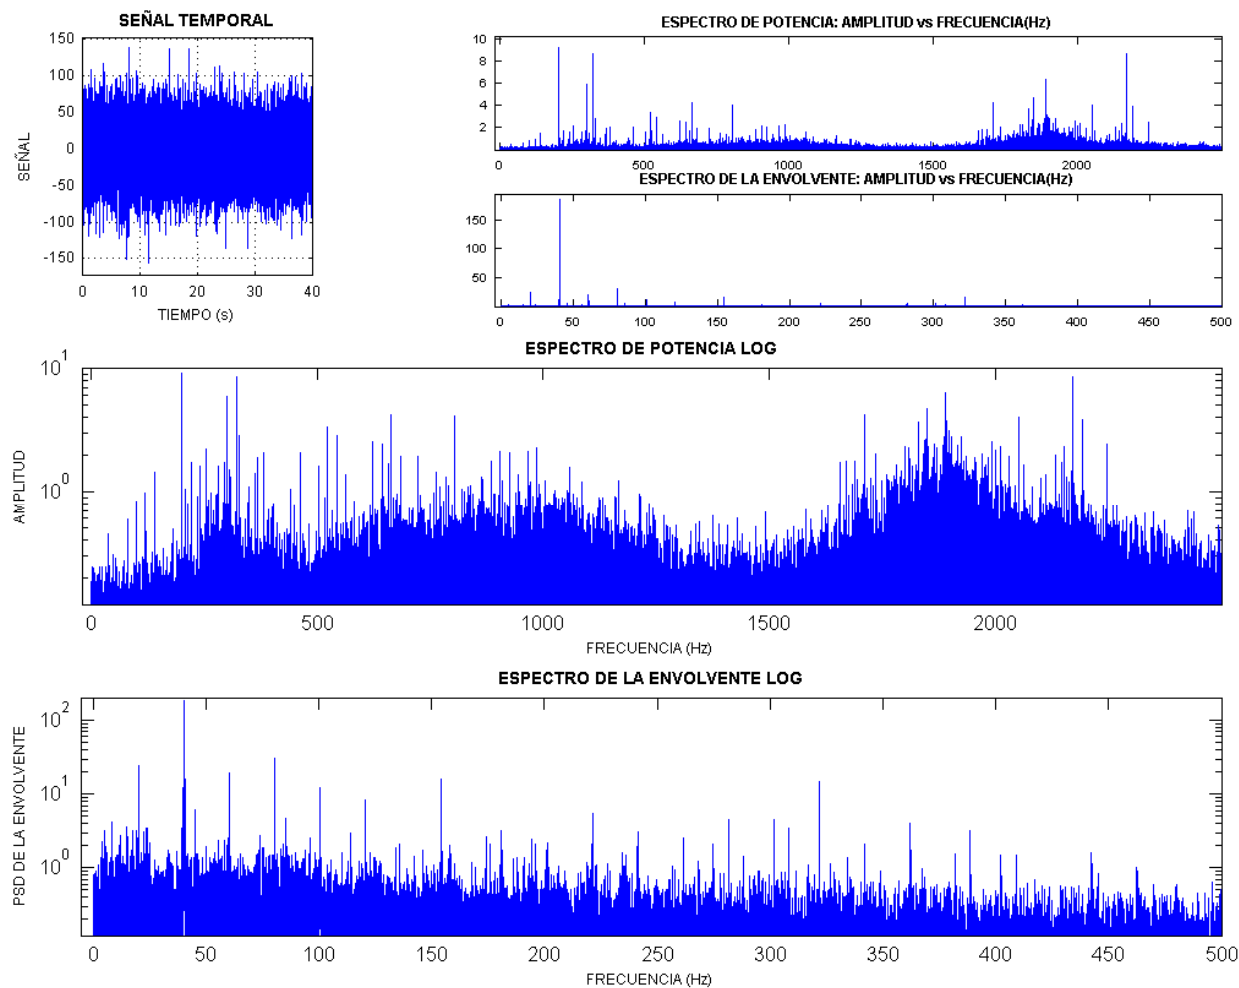 SEÑAL TEMPORAL
150
100
50
0
-50
-100
-150
SEÑAL
0 10 20 30 40
TIEMPO (s)
ESPECTRO DE POTENCIA: AMPLITUD vs FRECUENCIA(Hz)
10
8
6
4
2
0 500 1000 1500 2000
ESPECTRO DE LA ENVOLVENTE: AMPLITUD vs FRECUENCIA(Hz)
150
100
50
0 50 100 150 200 250 300 350 400 450 500
ESPECTRO DE POTENCIA LOG
10^1
10^0
AMPLITUD
0 500 1000 1500 2000
FRECUENCIA (Hz)
ESPECTRO DE LA ENVOLVENTE LOG
10^2
10^1
10^0
PSD DE LA ENVOLVENTE
0 50 100 150 200 250 300 350 400 450 500
FRECUENCIA (Hz)